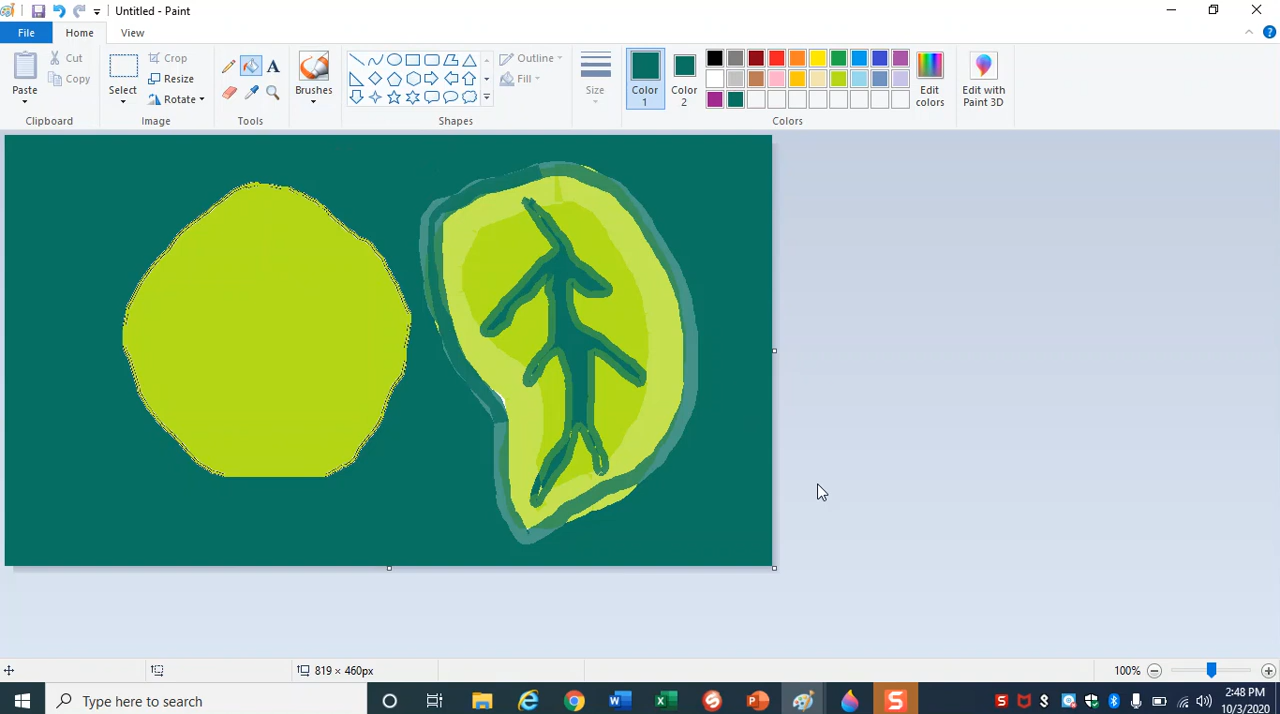 Untitled - Paint
File Home View
Paste
Cut
Copy
Clipboard
Select
Crop
Resize
Rotate
Image
A
Tools
Brushes
Outline
Fill
Shapes
Size
Color 1
Color 2
Edit colors
Colors
Edit with Paint 3D
819 × 460px
100%
Type here to search
2:48 PM
10/3/2020